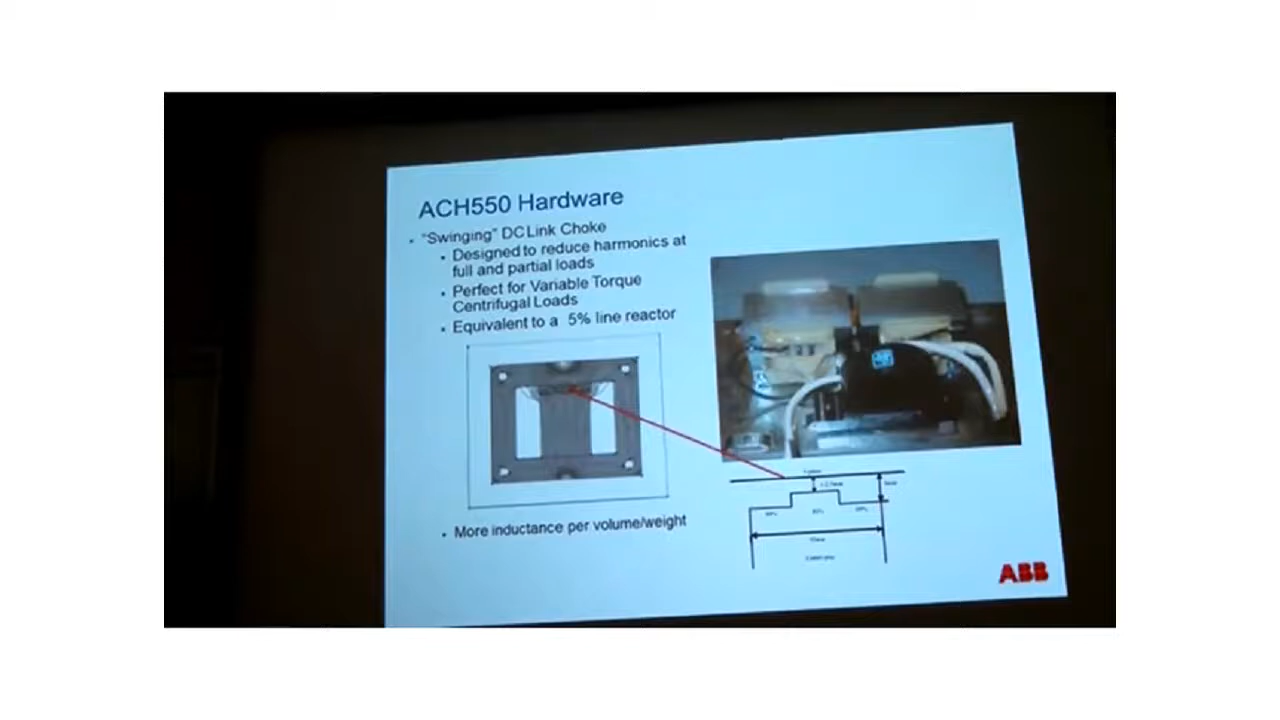 ACH550 Hardware
• "Swinging" DC Link Choke
• Designed to reduce harmonics at
full and partial loads
• Perfect for Variable Torque
Centrifugal Loads
• Equivalent to a 5% line reactor
• More inductance per volume/weight
ABB